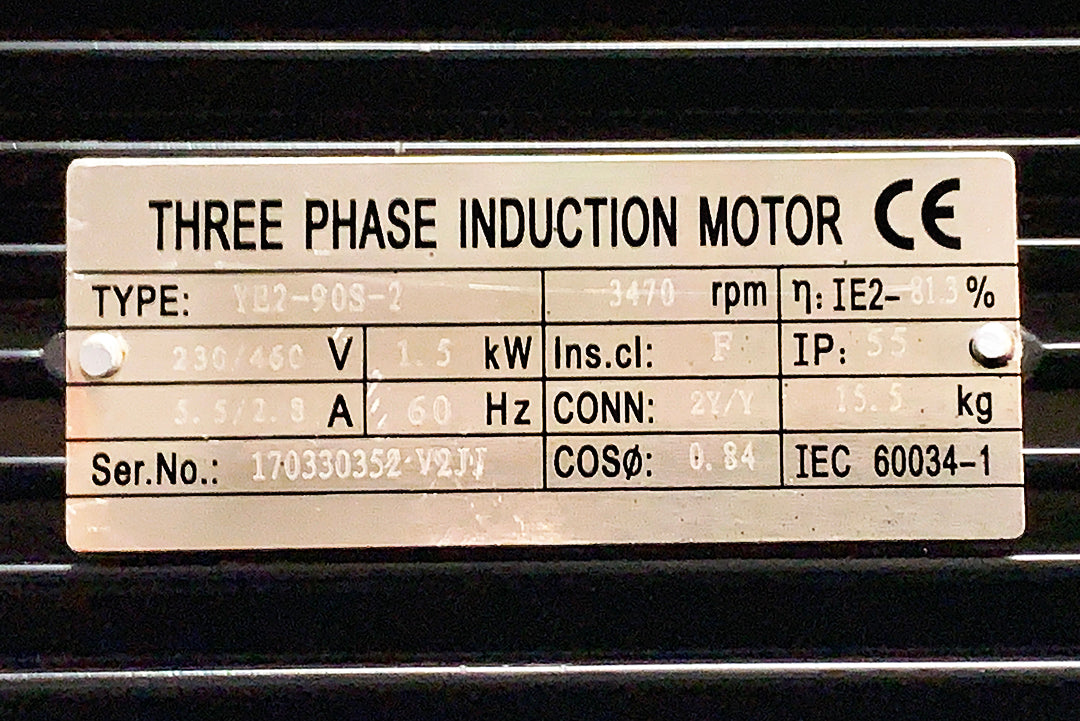 THREE PHASE INDUCTION MOTOR CE
TYPE: YE2-90S-2 3470 rpm η: IE2-81.3%
230/460 V 1.5 kW Ins.cl: F IP: 55
5.5/2.8 A 60 Hz CONN: 2Y/Y 15.5 kg
Ser.No.: 170330352 COSØ: 0.84 IEC 60034-1